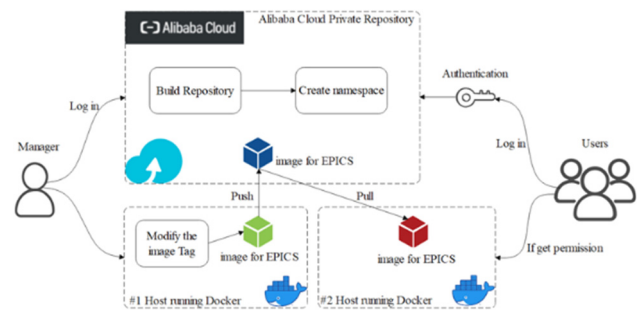 Alibaba Cloud
Alibaba Cloud Private Repository
Build Repository
Create namespace
Authentication
Log in
Log in
Manager
Users
image for EPICS
Push
Pull
Modify the
image Tag
image for EPICS
image for EPICS
If get permission
#1 Host running Docker
#2 Host running Docker